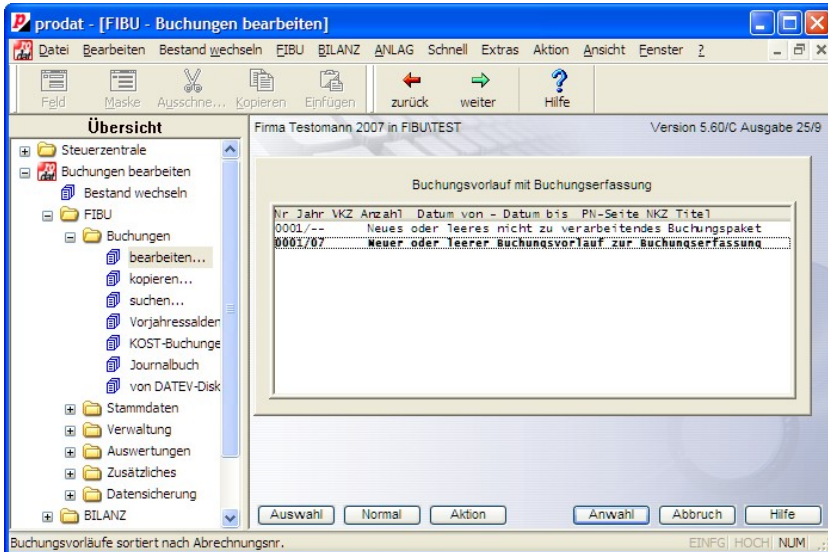 prodat - [FIBU - Buchungen bearbeiten]
Datei Bearbeiten Bestand wechseln FIBU BILANZ ANLAG Schnell Extras Aktion Ansicht Fenster ?
Feld Maske Ausschne... Kopieren Einfügen zurück weiter Hilfe
Übersicht
Steuerzentrale
Buchungen bearbeiten
Bestand wechseln
FIBU
Buchungen
bearbeiten...
kopieren...
suchen...
Vorjahressalden
KOST-Buchunge
Journalbuch
von DATEV-Disk
Stammdaten
Verwaltung
Auswertungen
Zusätzliches
Datensicherung
BILANZ
Firma Testomann 2007 in FIBU\TEST Version 5.60/C Ausgabe 25/9
Buchungsvorlauf mit Buchungserfassung
Nr Jahr VKZ Anzahl Datum von - Datum bis PN-Seite NKZ Titel
0001/-- Neues oder leeres nicht zu verarbeitendes Buchungspaket
0001/07 Neuer oder leerer Buchungsvorlauf zur Buchungserfassung
Auswahl Normal Aktion Anwahl Abbruch Hilfe
Buchungsvorläufe sortiert nach Abrechnungsnr. EINFG HOCH NUM